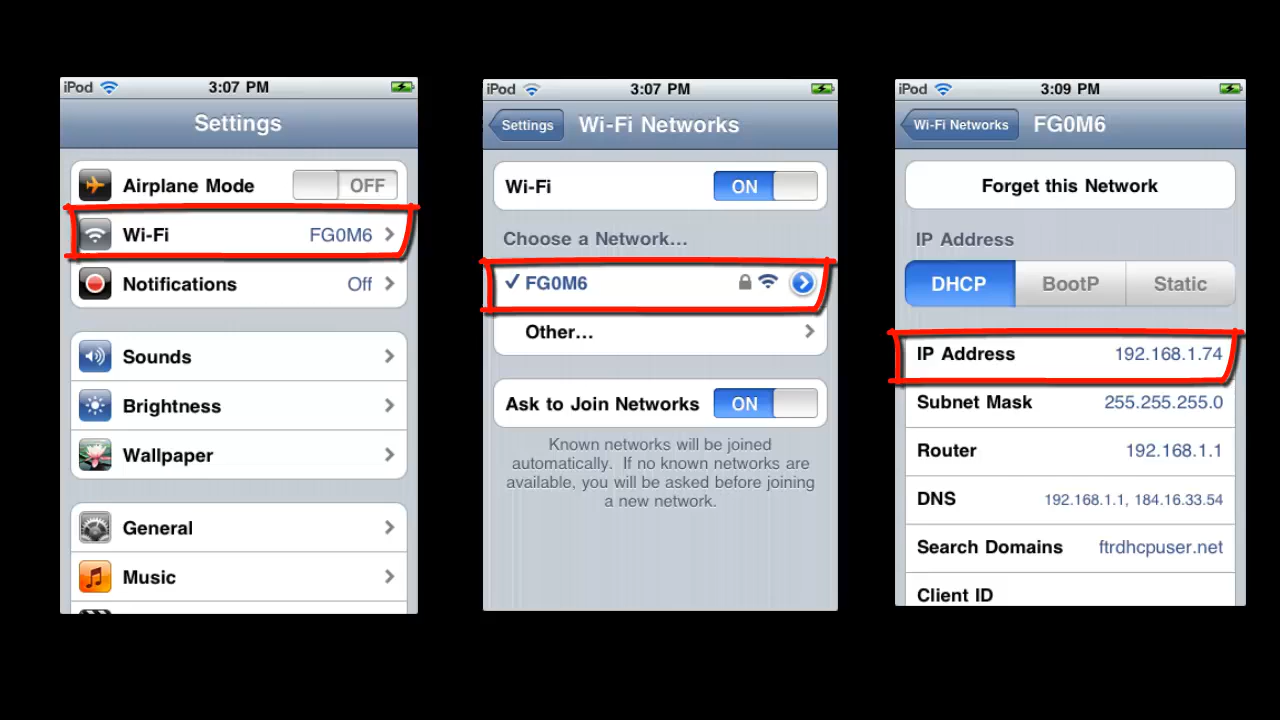 iPod 3:07 PM
Settings
Airplane Mode OFF
Wi-Fi FG0M6
Notifications Off
Sounds
Brightness
Wallpaper
General
Music
iPod 3:07 PM
Settings Wi-Fi Networks
Wi-Fi ON
Choose a Network...
FG0M6
Other...
Ask to Join Networks ON
Known networks will be joined
automatically. If no known networks are
available, you will be asked before joining
a new network.
iPod 3:09 PM
Wi-Fi Networks FG0M6
Forget this Network
IP Address
DHCP BootP Static
IP Address 192.168.1.74
Subnet Mask 255.255.255.0
Router 192.168.1.1
DNS 192.168.1.1, 184.16.33.54
Search Domains ftrdhcpuser.net
Client ID